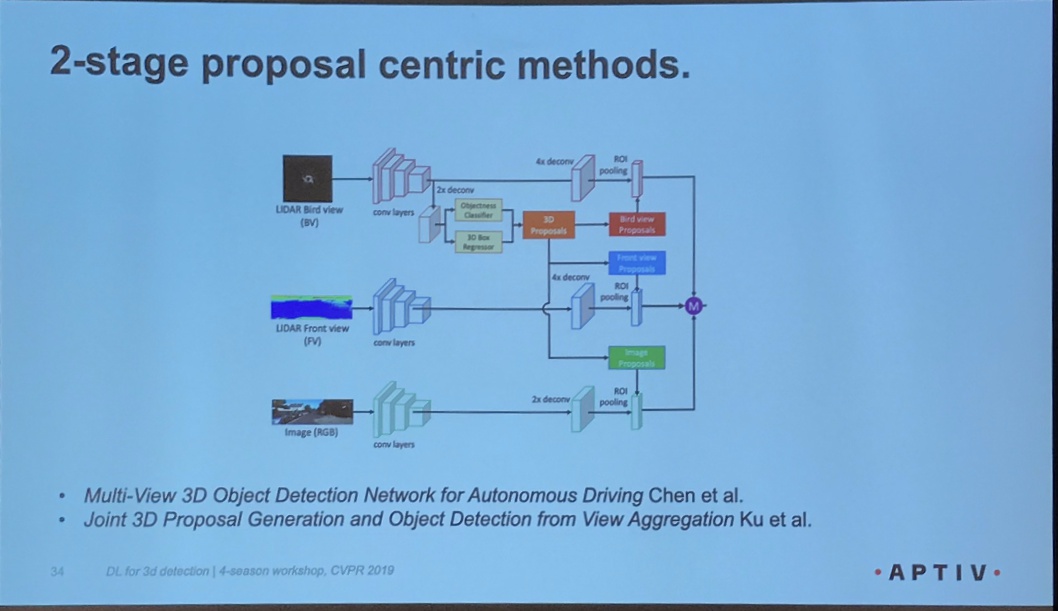 2-stage proposal centric methods.
4x deconv
ROI
pooling
2x deconv
LIDAR Bird view
(BV)
conv layers
Objectness
Classifier
3D Box
Regressor
3D
Proposals
Bird view
Proposals
Front view
Proposals
4x deconv
ROI
pooling
M
LIDAR Front view
(FV)
conv layers
Image
Proposals
2x deconv
ROI
pooling
Image (RGB)
conv layers
• Multi-View 3D Object Detection Network for Autonomous Driving Chen et al.
• Joint 3D Proposal Generation and Object Detection from View Aggregation Ku et al.
34 DL for 3d detection | 4-season workshop, CVPR 2019
• APTIV •